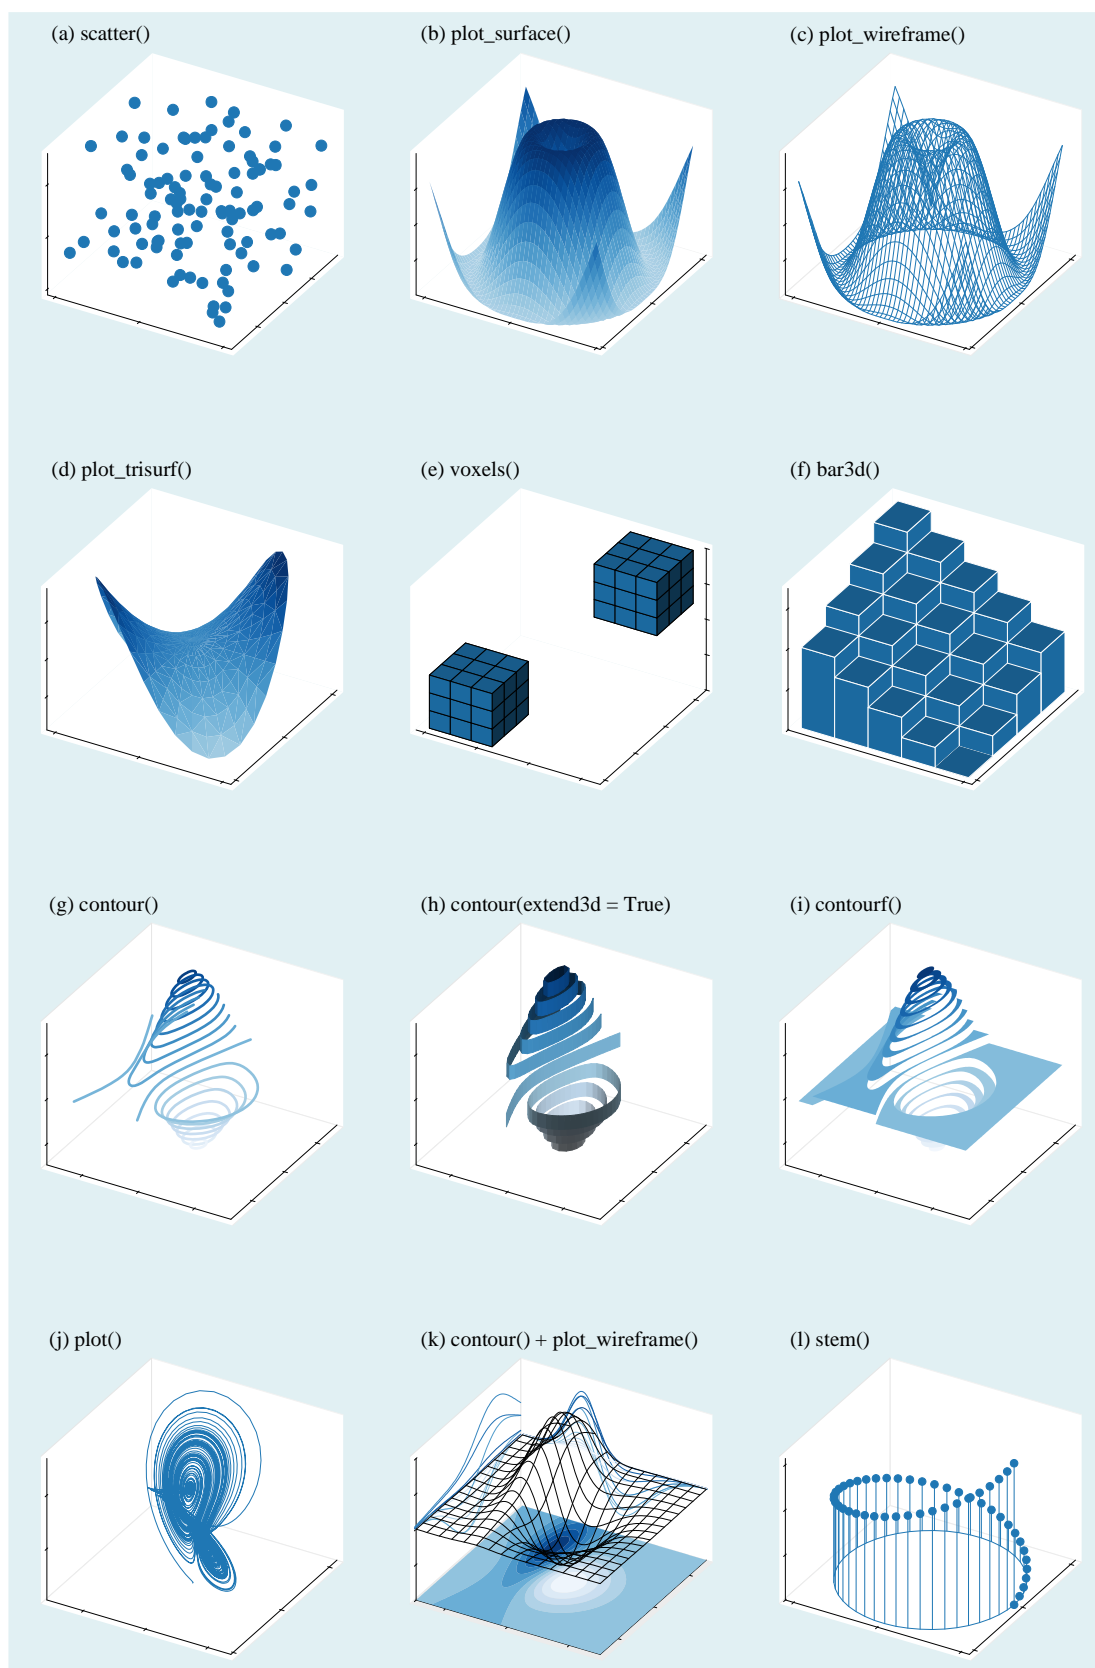 (a) scatter()
(b) plot_surface()
(c) plot_wireframe()
(d) plot_trisurf()
(e) voxels()
(f) bar3d()
(g) contour()
(h) contour(extend3d = True)
(i) contourf()
(j) plot()
(k) contour() + plot_wireframe()
(l) stem()